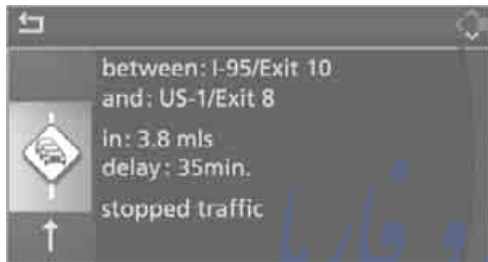 between: I-95/Exit 10
and: US-1/Exit 8
in: 3.8 mls
delay: 35min.
stopped traffic